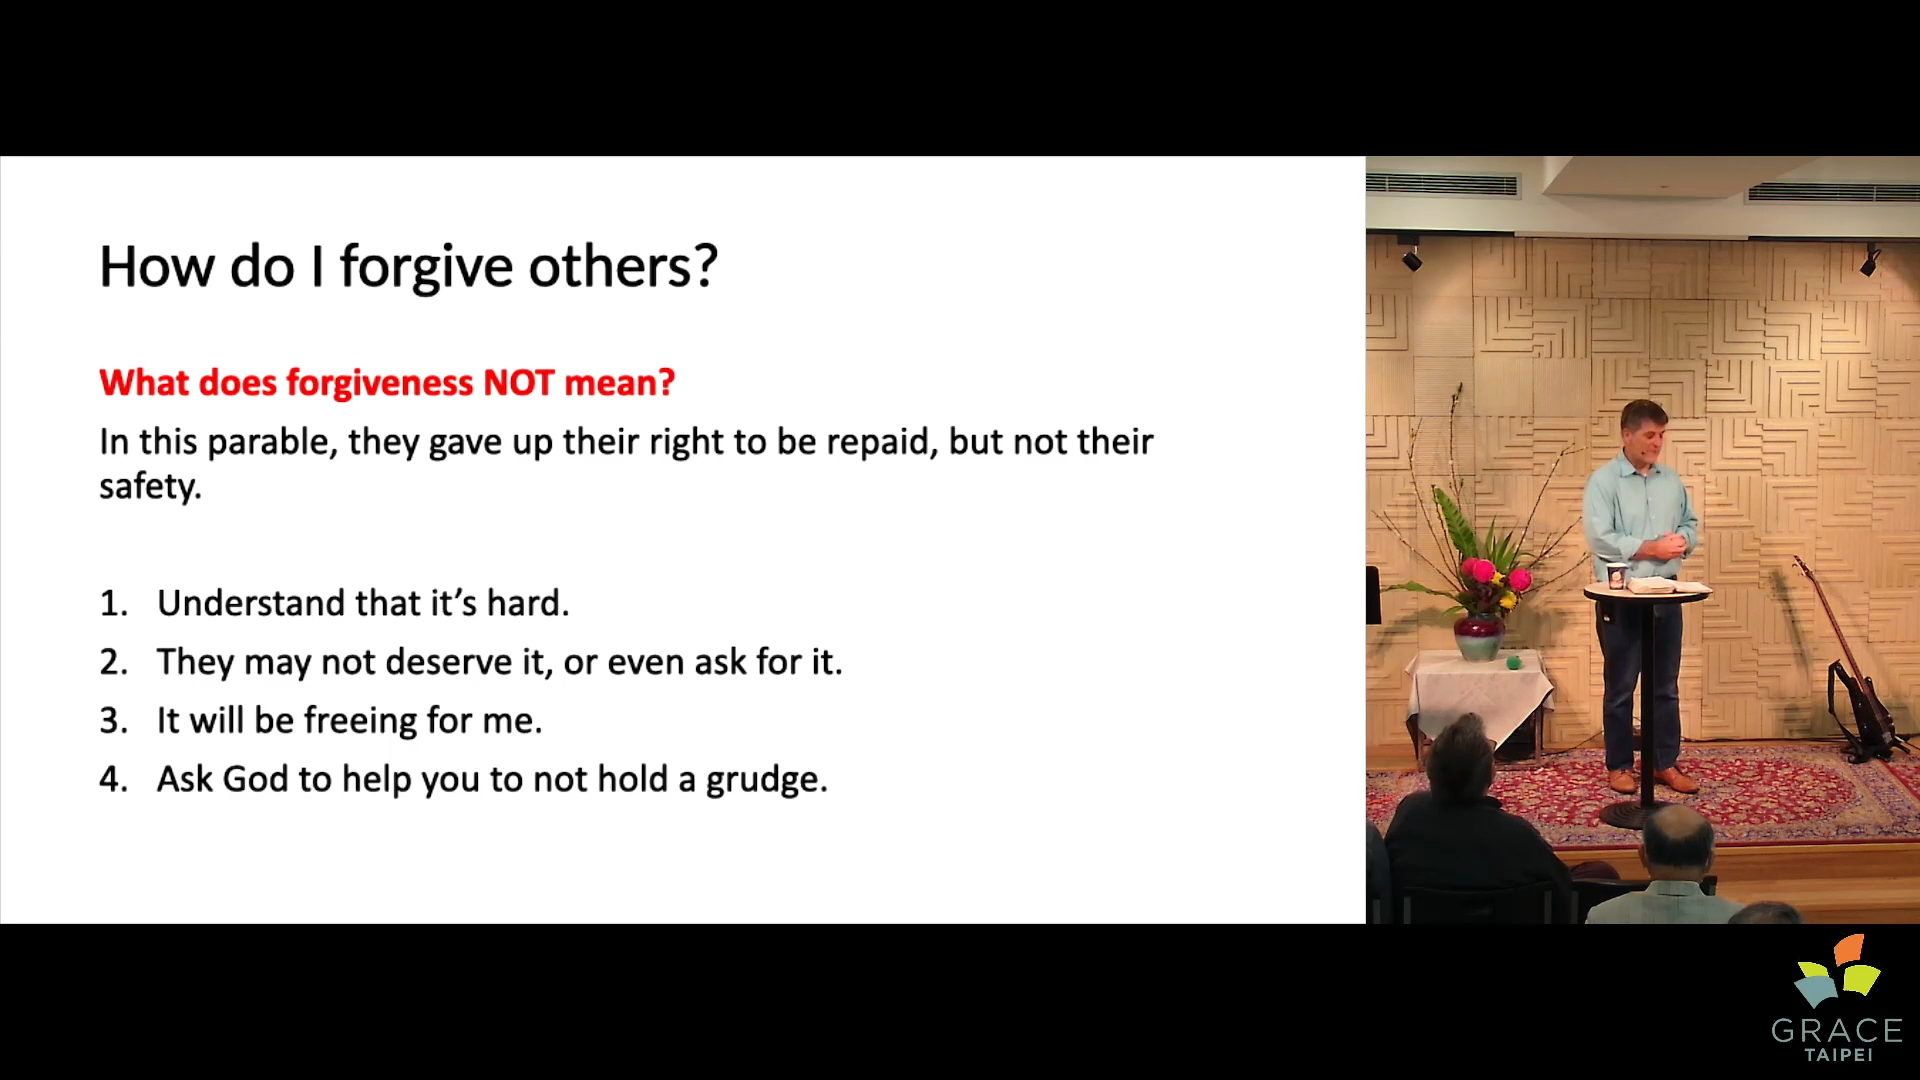 How do I forgive others?
What does forgiveness NOT mean?
In this parable, they gave up their right to be repaid, but not their
safety.
1. Understand that it’s hard.
2. They may not deserve it, or even ask for it.
3. It will be freeing for me.
4. Ask God to help you to not hold a grudge.
GRACE
TAIPEI